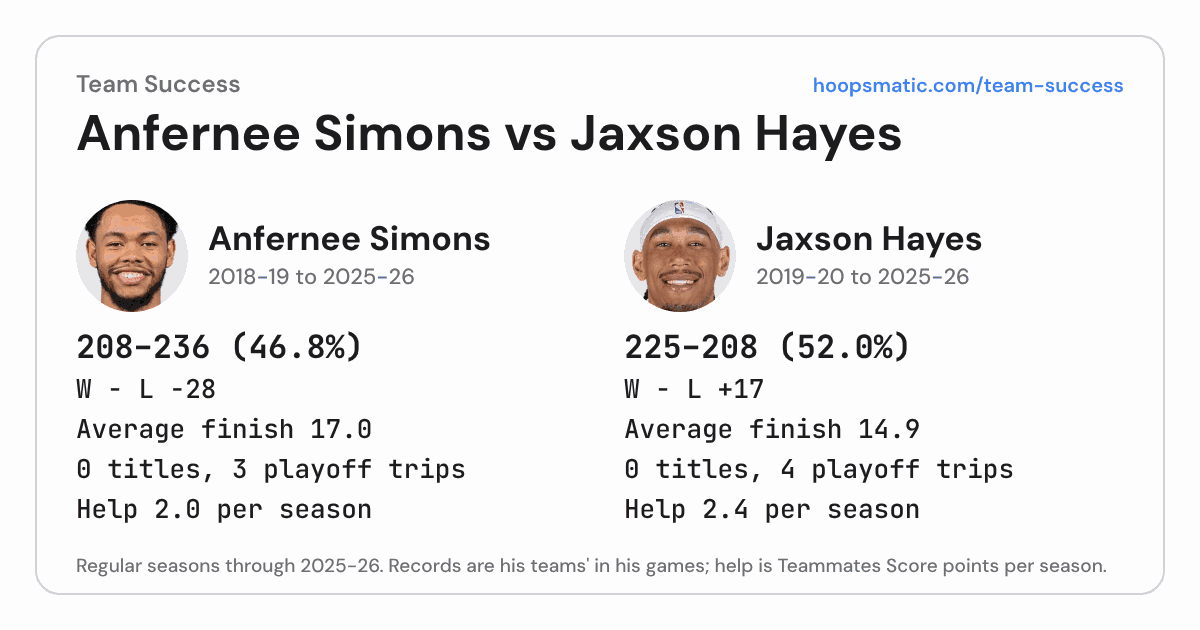 Team Success
hoopsmatic.com/team-success
Anfernee Simons vs Jaxson Hayes
Anfernee Simons
2018-19 to 2025-26
208-236 (46.8%)
W - L -28
Average finish 17.0
0 titles, 3 playoff trips
Help 2.0 per season
Jaxson Hayes
2019-20 to 2025-26
225-208 (52.0%)
W - L +17
Average finish 14.9
0 titles, 4 playoff trips
Help 2.4 per season
Regular seasons through 2025-26. Records are his teams' in his games; help is Teammates Score points per season.